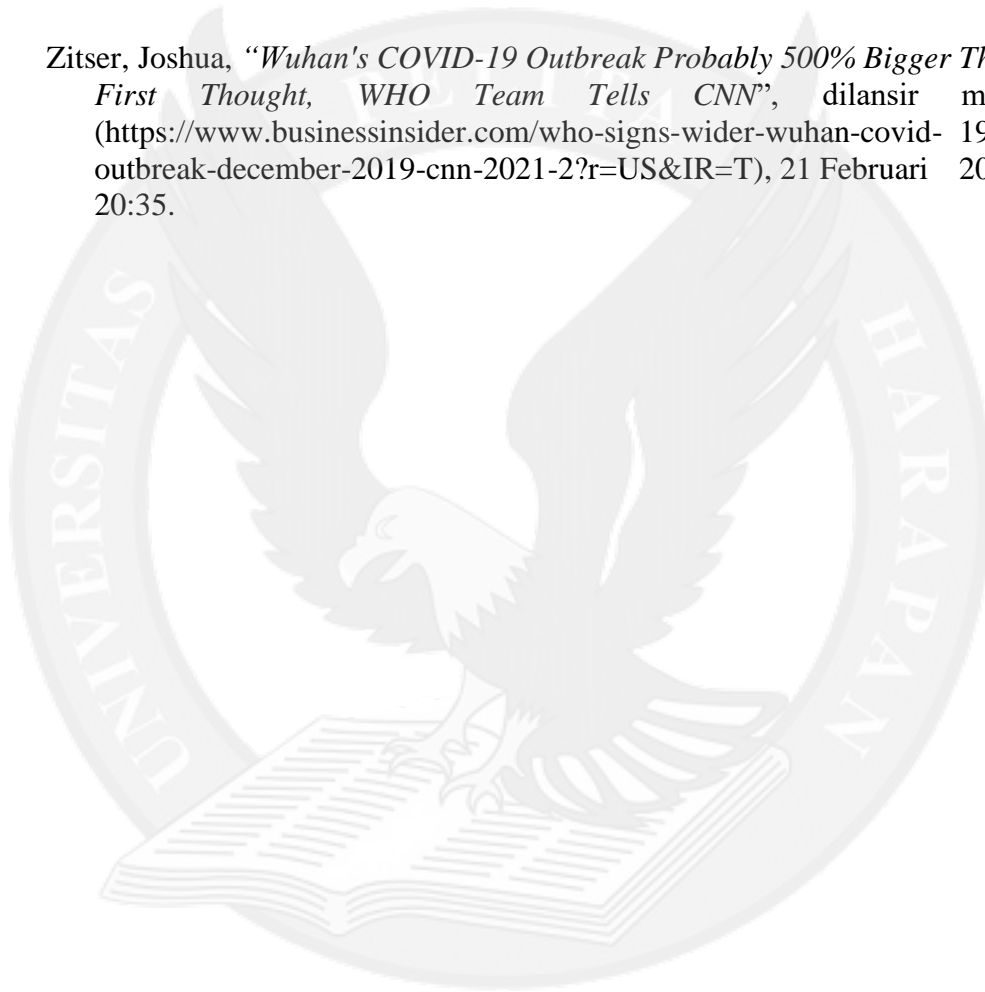 Zitser, Joshua, “Wuhan's COVID-19 Outbreak Probably 500% Bigger
First Thought, WHO Team Tells CNN”, dilansir
(https://www.businessinsider.com/who-signs-wider-wuhan-covid- 19
outbreak-december-2019-cnn-2021-2?r=US&IR=T), 21 Februari 20
20:35.
UNIVERSITAS PELITA HARAPAN